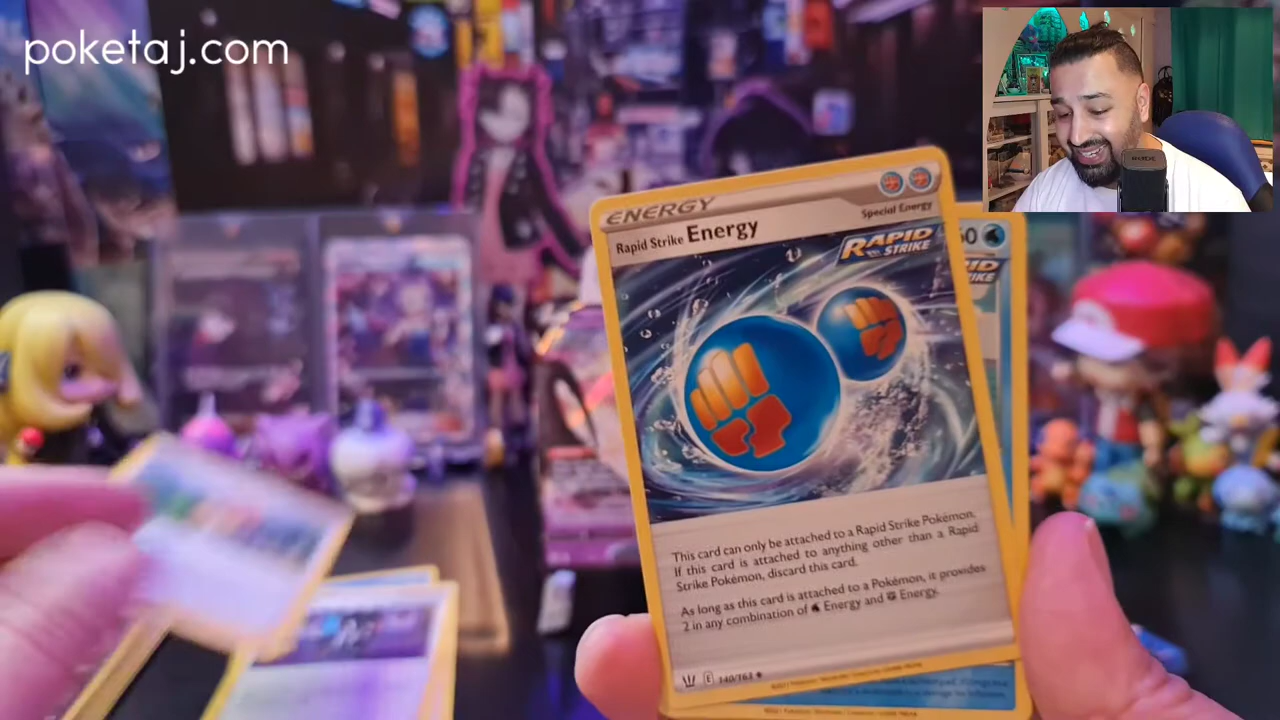 poketaj.com
ENERGY
Special Energy
Rapid Strike Energy
RAPID
STRIKE
This card can only be attached to a Rapid Strike Pokémon.
If this card is attached to anything other than a Rapid
Strike Pokémon, discard this card.
As long as this card is attached to a Pokémon, it provides
2 in any combination of Energy and Energy.
E 140/163